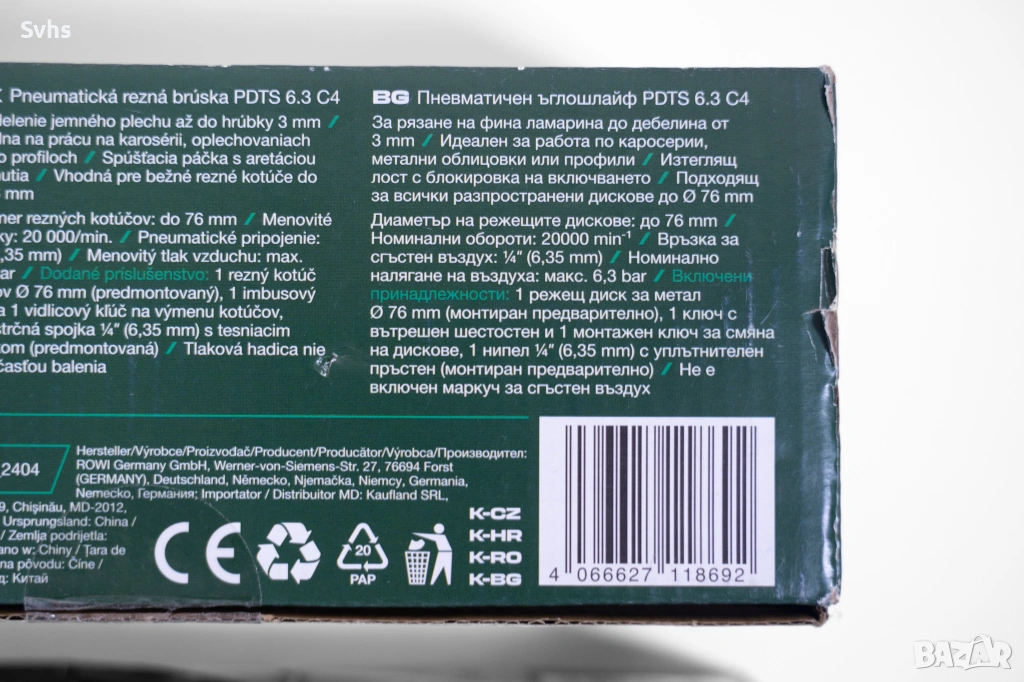 Svhs
K Pneumatická rezná brúska PDTS 6.3 C4
delenie jemného plechu až do hrúbky 3 mm /
na prácu na karosérii, oplechovaniach
profiloch / Spúšťacia páčka s aretáciou
/ Vhodná pre bežné rezné kotúče do
mm
rezných kotúčov: do 76 mm / Menovité
20 000/min. / Pneumatické pripojenie:
(6,35 mm) / Menovitý tlak vzduchu: max.
bar / Dodané príslušenstvo: 1 rezný kotúč
Ø 76 mm (predmontovaný), 1 imbusový
a 1 vidlicový kľúč na výmenu kotúčov,
spojka ¼“ (6,35 mm) s tesniacim
(predmontovaná) / Tlaková hadica nie
časťou balenia
BG Пневматичен ъглошлайф PDTS 6.3 C4
За рязане на фина ламарина до дебелина от
3 mm / Идеален за работа по каросерии,
метални облицовки или профили / Изтеглящ
лост с блокировка на включването / Подходящ
за всички разпространени дискове до Ø 76 mm
Диаметър на режещите дискове: до 76 mm /
Номинални обороти: 20000 min⁻¹ / Връзка за
сгъстен въздух: ¼“ (6,35 mm) / Номинално
налягане на въздуха: макс. 6,3 bar / Включени
принадлежности: 1 режещ диск за метал
Ø 76 mm (монтиран предварително), 1 ключ с
вътрешен шестостен и 1 монтажен ключ за смяна
на дискове, 1 нипел ¼“ (6,35 mm) с уплътнителен
пръстен (монтиран предварително) / Не е
включен маркуч за сгъстен въздух
_2404
Hersteller/Výrobce/Proizvođač/Producent/Producător/Výrobca/Производител:
ROWI Germany GmbH, Werner-von-Siemens-Str. 27, 76694 Forst
(GERMANY), Deutschland, Německo, Njemačka, Niemcy, Germania,
Nemecko, Германия; Importator / Distribuitor MD: Kaufland SRL,
9, Chişinău, MD-2012,
Ursprungsland: China /
/ Zemlja podrijetla:
w: Chiny / Ţara de
pôvodu: Číne /
Китай
CE
20
PAP
K-CZ
K-HR
K-RO
K-BG
4 066627 118692
BAZAR